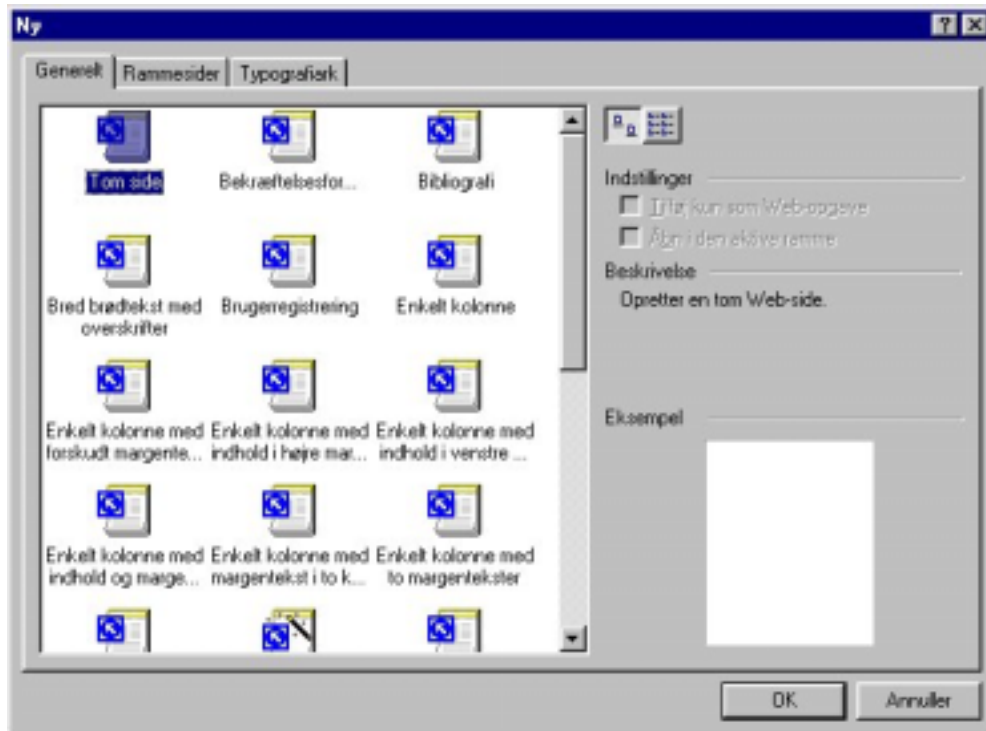 Ny
Generelt Rammesider Typografiark
Tom side
Bekræftelsesfor...
Bibliografi
Bred brødtekst med
overskrifter
Brugerregistrering
Enkelt kolonne
Enkelt kolonne med
forskudt margente...
Enkelt kolonne med
indhold i højre mar...
Enkelt kolonne med
indhold i venstre ...
Enkelt kolonne med
indhold og marge...
Enkelt kolonne med
margentekst i to k...
Enkelt kolonne med
to margentekster
Indstillinger
Tilføj kun som Web-opgave
Åbn i den aktive ramme
Beskrivelse
Opretter en tom Web-side.
Eksempel
OK
Annuller